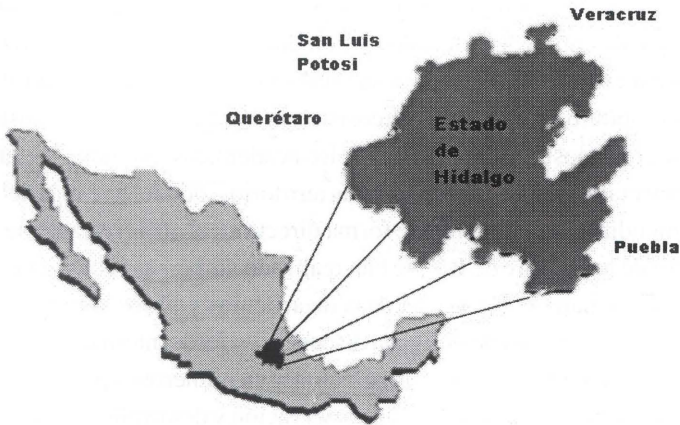 Veracruz
San Luis
Potosi
Querétaro
Estado
de
Hidalgo
Puebla